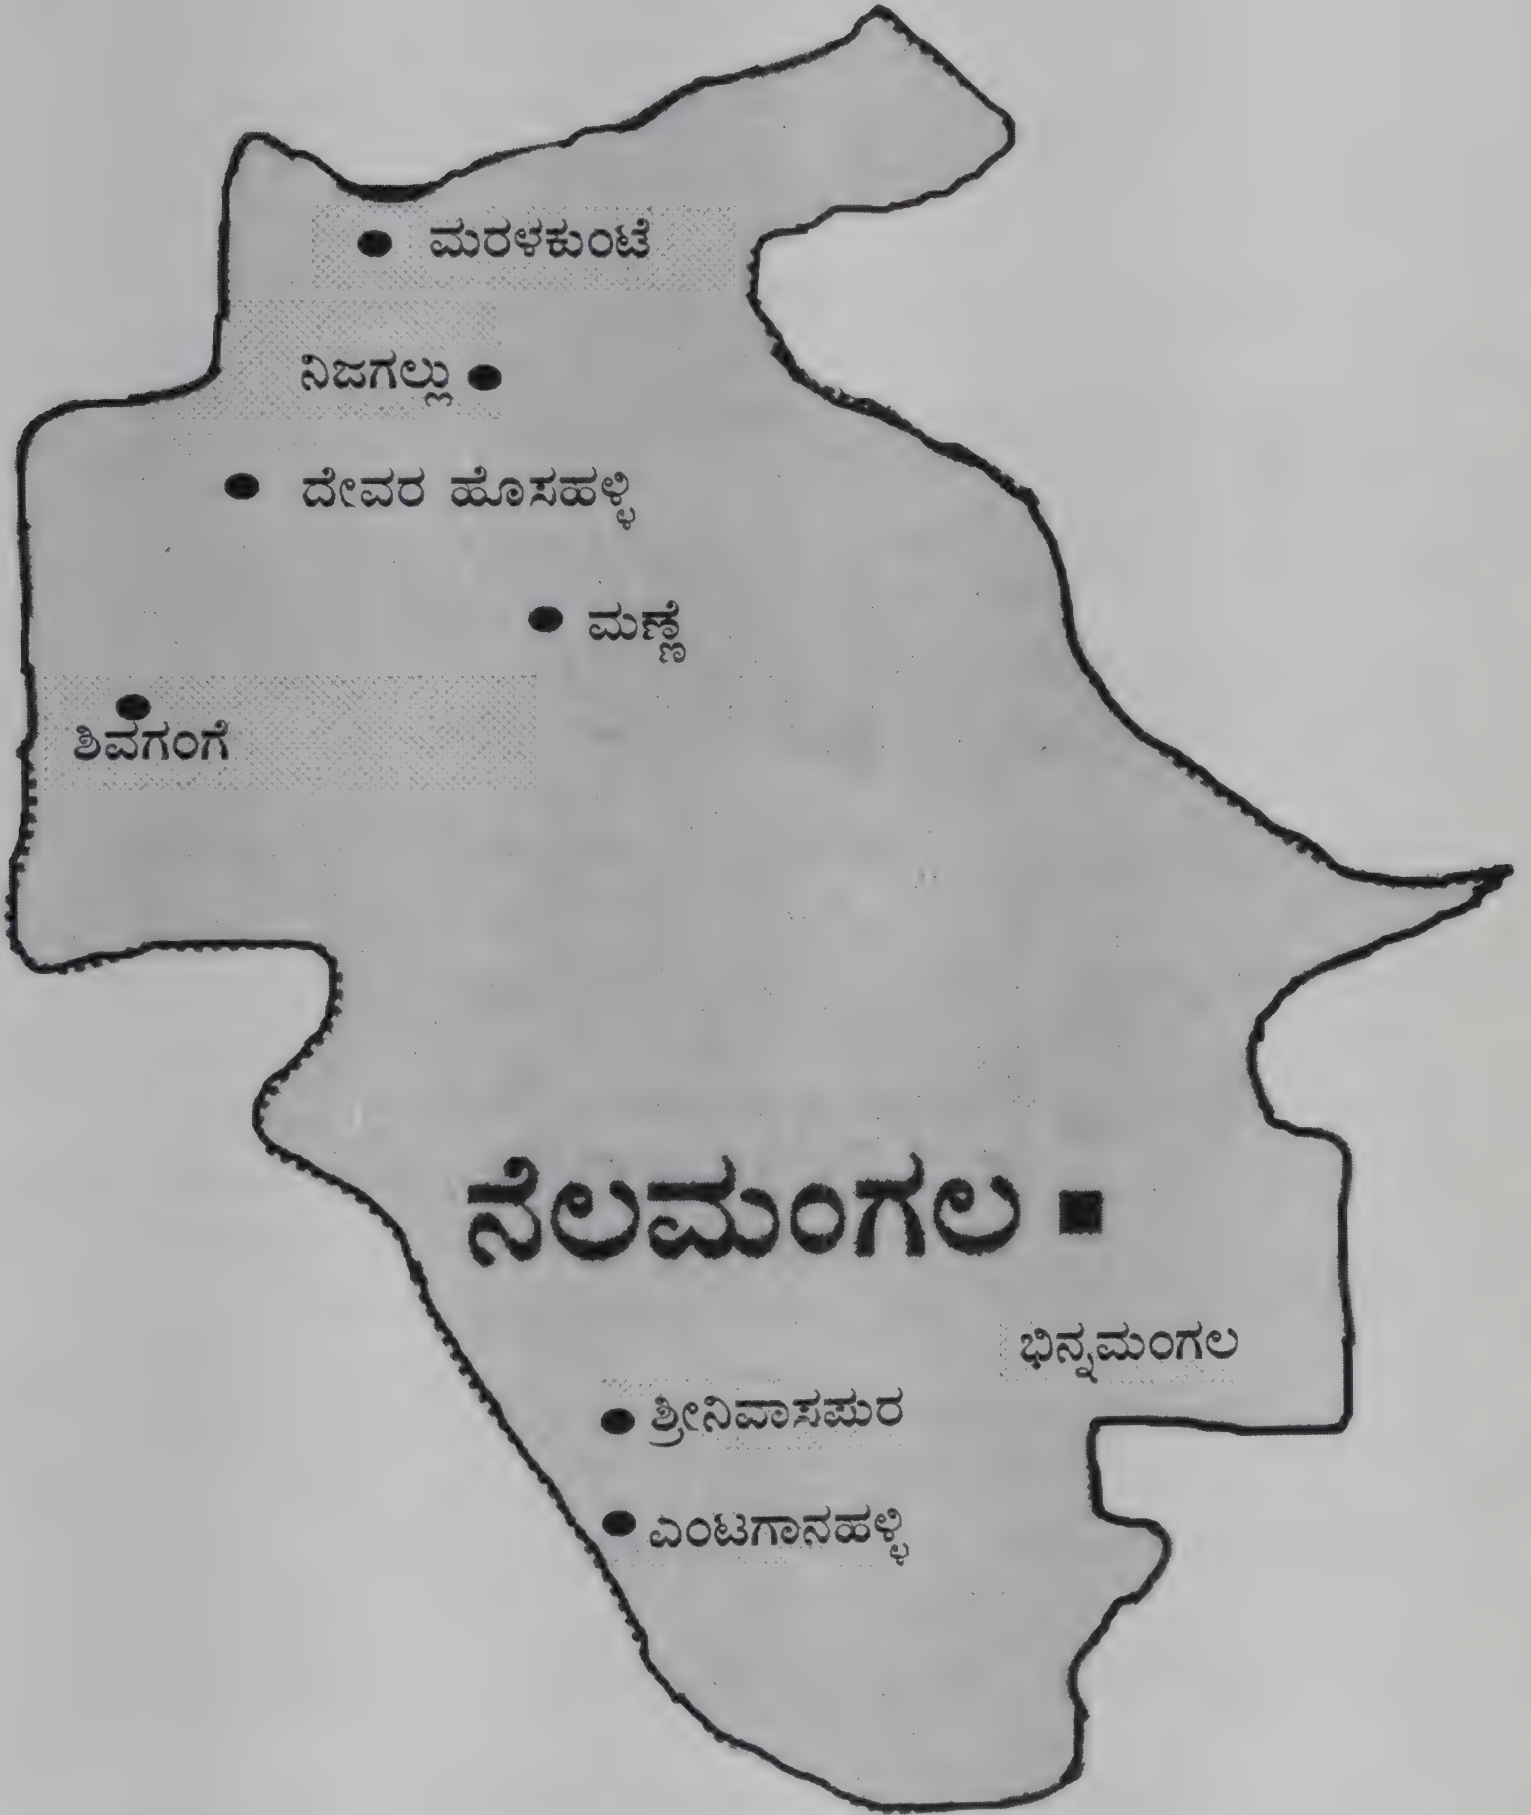 ಮರಳಕುಂಟೆ
ನಿಜಗಲ್ಲು
ದೇವರ ಹೊಸಹಳ್ಳಿ
ಮಣ್ಣೆ
ಶಿವಗಂಗೆ
ನೆಲಮಂಗಲ
ಭಿನ್ನಮಂಗಲ
ಶ್ರೀನಿವಾಸಪುರ
ಎಂಟಗಾನಹಳ್ಳಿ